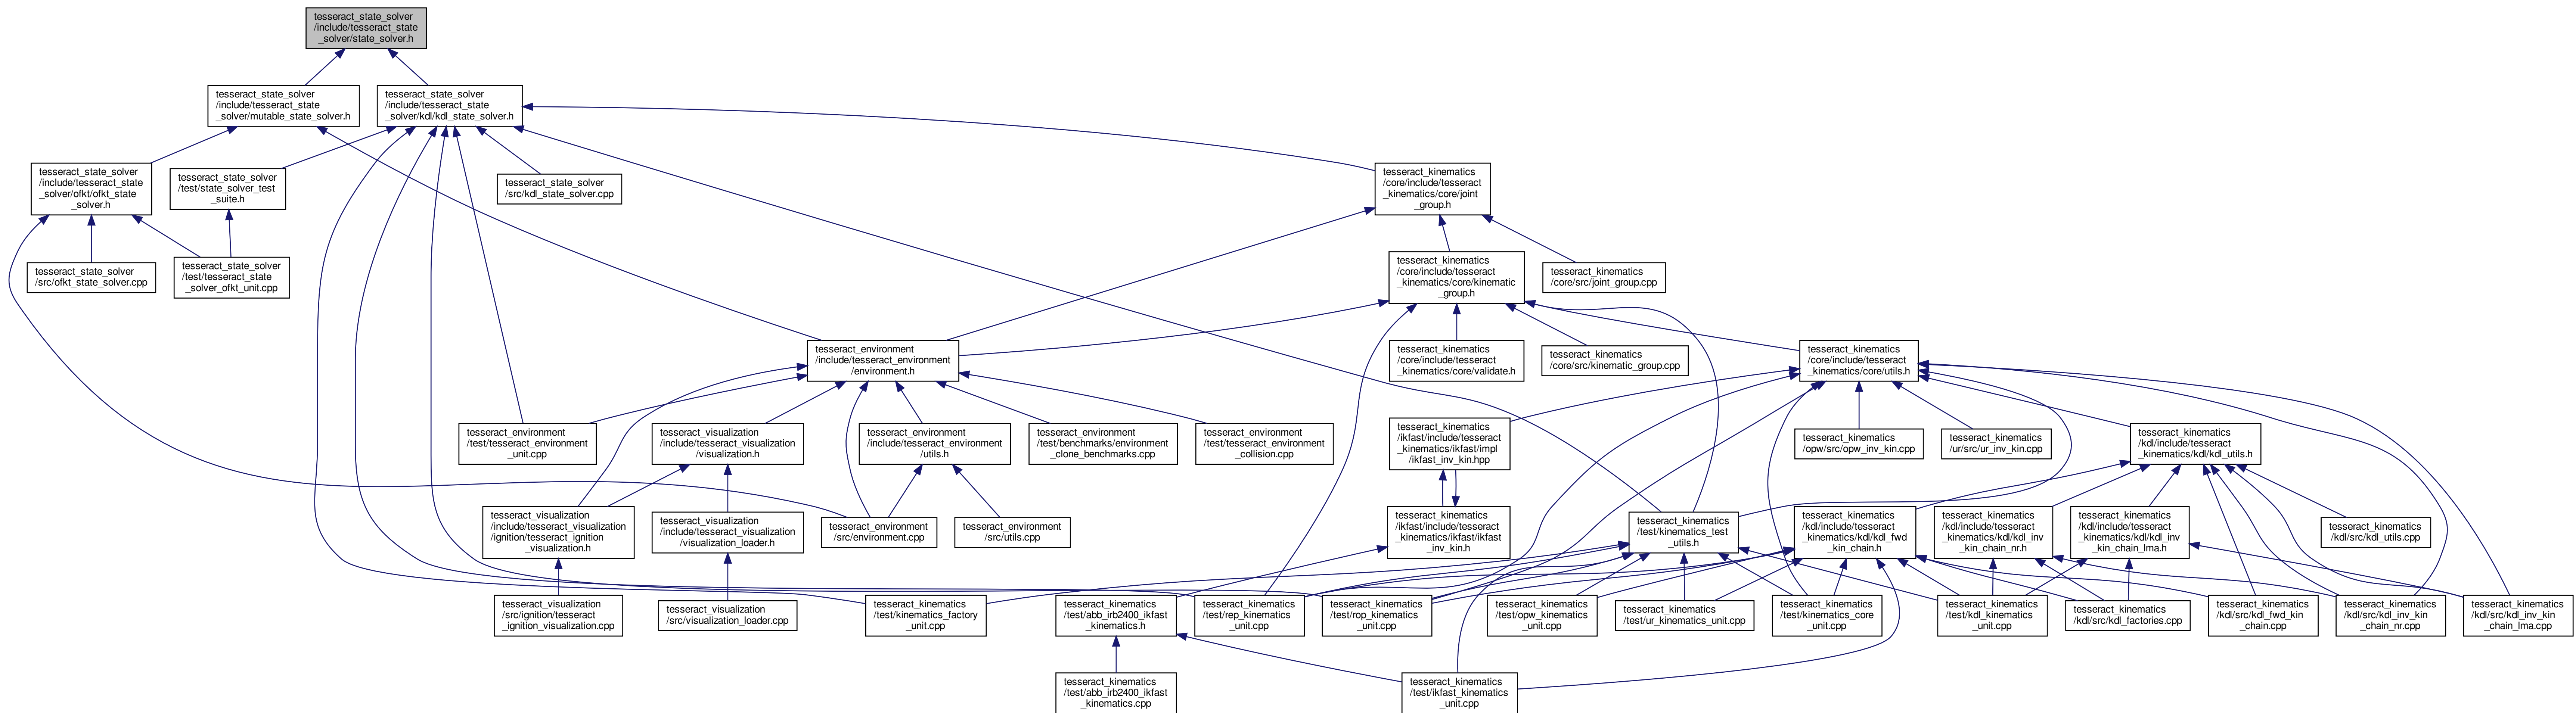 tesseract_state_solver
/include/tesseract_state
_solver/state_solver.h
tesseract_state_solver
/include/tesseract_state
_solver/mutable_state_solver.h
tesseract_state_solver
/include/tesseract_state
_solver/kdl/kdl_state_solver.h
tesseract_state_solver
/include/tesseract_state
_solver/ofkt/ofkt_state
_solver.h
tesseract_state_solver
/test/state_solver_test
_suite.h
tesseract_state_solver
/src/kdl_state_solver.cpp
tesseract_kinematics
/core/include/tesseract
_kinematics/core/joint
_group.h
tesseract_state_solver
/src/ofkt_state_solver.cpp
tesseract_state_solver
/test/tesseract_state
_solver_ofkt_unit.cpp
tesseract_kinematics
/core/include/tesseract
_kinematics/core/kinematic
_group.h
tesseract_kinematics
/core/src/joint_group.cpp
tesseract_environment
/include/tesseract_environment
/environment.h
tesseract_kinematics
/core/include/tesseract
_kinematics/core/validate.h
tesseract_kinematics
/core/src/kinematic_group.cpp
tesseract_kinematics
/core/include/tesseract
_kinematics/core/utils.h
tesseract_environment
/test/tesseract_environment
_unit.cpp
tesseract_visualization
/include/tesseract_visualization
/visualization.h
tesseract_environment
/include/tesseract_environment
/utils.h
tesseract_environment
/test/benchmarks/environment
_clone_benchmarks.cpp
tesseract_environment
/test/tesseract_environment
_collision.cpp
tesseract_kinematics
/ikfast/include/tesseract
_kinematics/ikfast/impl
/ikfast_inv_kin.hpp
tesseract_kinematics
/opw/src/opw_inv_kin.cpp
tesseract_kinematics
/ur/src/ur_inv_kin.cpp
tesseract_kinematics
/kdl/include/tesseract
_kinematics/kdl/kdl_utils.h
tesseract_visualization
/include/tesseract_visualization
/ignition/tesseract_ignition
_visualization.h
tesseract_visualization
/include/tesseract_visualization
/visualization_loader.h
tesseract_environment
/src/environment.cpp
tesseract_environment
/src/utils.cpp
tesseract_kinematics
/ikfast/include/tesseract
_kinematics/ikfast/ikfast
_inv_kin.h
tesseract_kinematics
/test/kinematics_test
_utils.h
tesseract_kinematics
/kdl/include/tesseract
_kinematics/kdl/kdl_fwd
_kin_chain.h
tesseract_kinematics
/kdl/include/tesseract
_kinematics/kdl/kdl_inv
_kin_chain_nr.h
tesseract_kinematics
/kdl/include/tesseract
_kinematics/kdl/kdl_inv
_kin_chain_lma.h
tesseract_kinematics
/kdl/src/kdl_utils.cpp
tesseract_visualization
/src/ignition/tesseract
_ignition_visualization.cpp
tesseract_visualization
/src/visualization_loader.cpp
tesseract_kinematics
/test/kinematics_factory
_unit.cpp
tesseract_kinematics
/test/abb_irb2400_ikfast
_kinematics.h
tesseract_kinematics
/test/rep_kinematics
_unit.cpp
tesseract_kinematics
/test/rop_kinematics
_unit.cpp
tesseract_kinematics
/test/opw_kinematics
_unit.cpp
tesseract_kinematics
/test/ur_kinematics_unit.cpp
tesseract_kinematics
/test/kinematics_core
_unit.cpp
tesseract_kinematics
/test/kdl_kinematics
_unit.cpp
tesseract_kinematics
/kdl/src/kdl_factories.cpp
tesseract_kinematics
/kdl/src/kdl_fwd_kin
_chain.cpp
tesseract_kinematics
/kdl/src/kdl_inv_kin
_chain_nr.cpp
tesseract_kinematics
/kdl/src/kdl_inv_kin
_chain_lma.cpp
tesseract_kinematics
/test/abb_irb2400_ikfast
_kinematics.cpp
tesseract_kinematics
/test/ikfast_kinematics
_unit.cpp